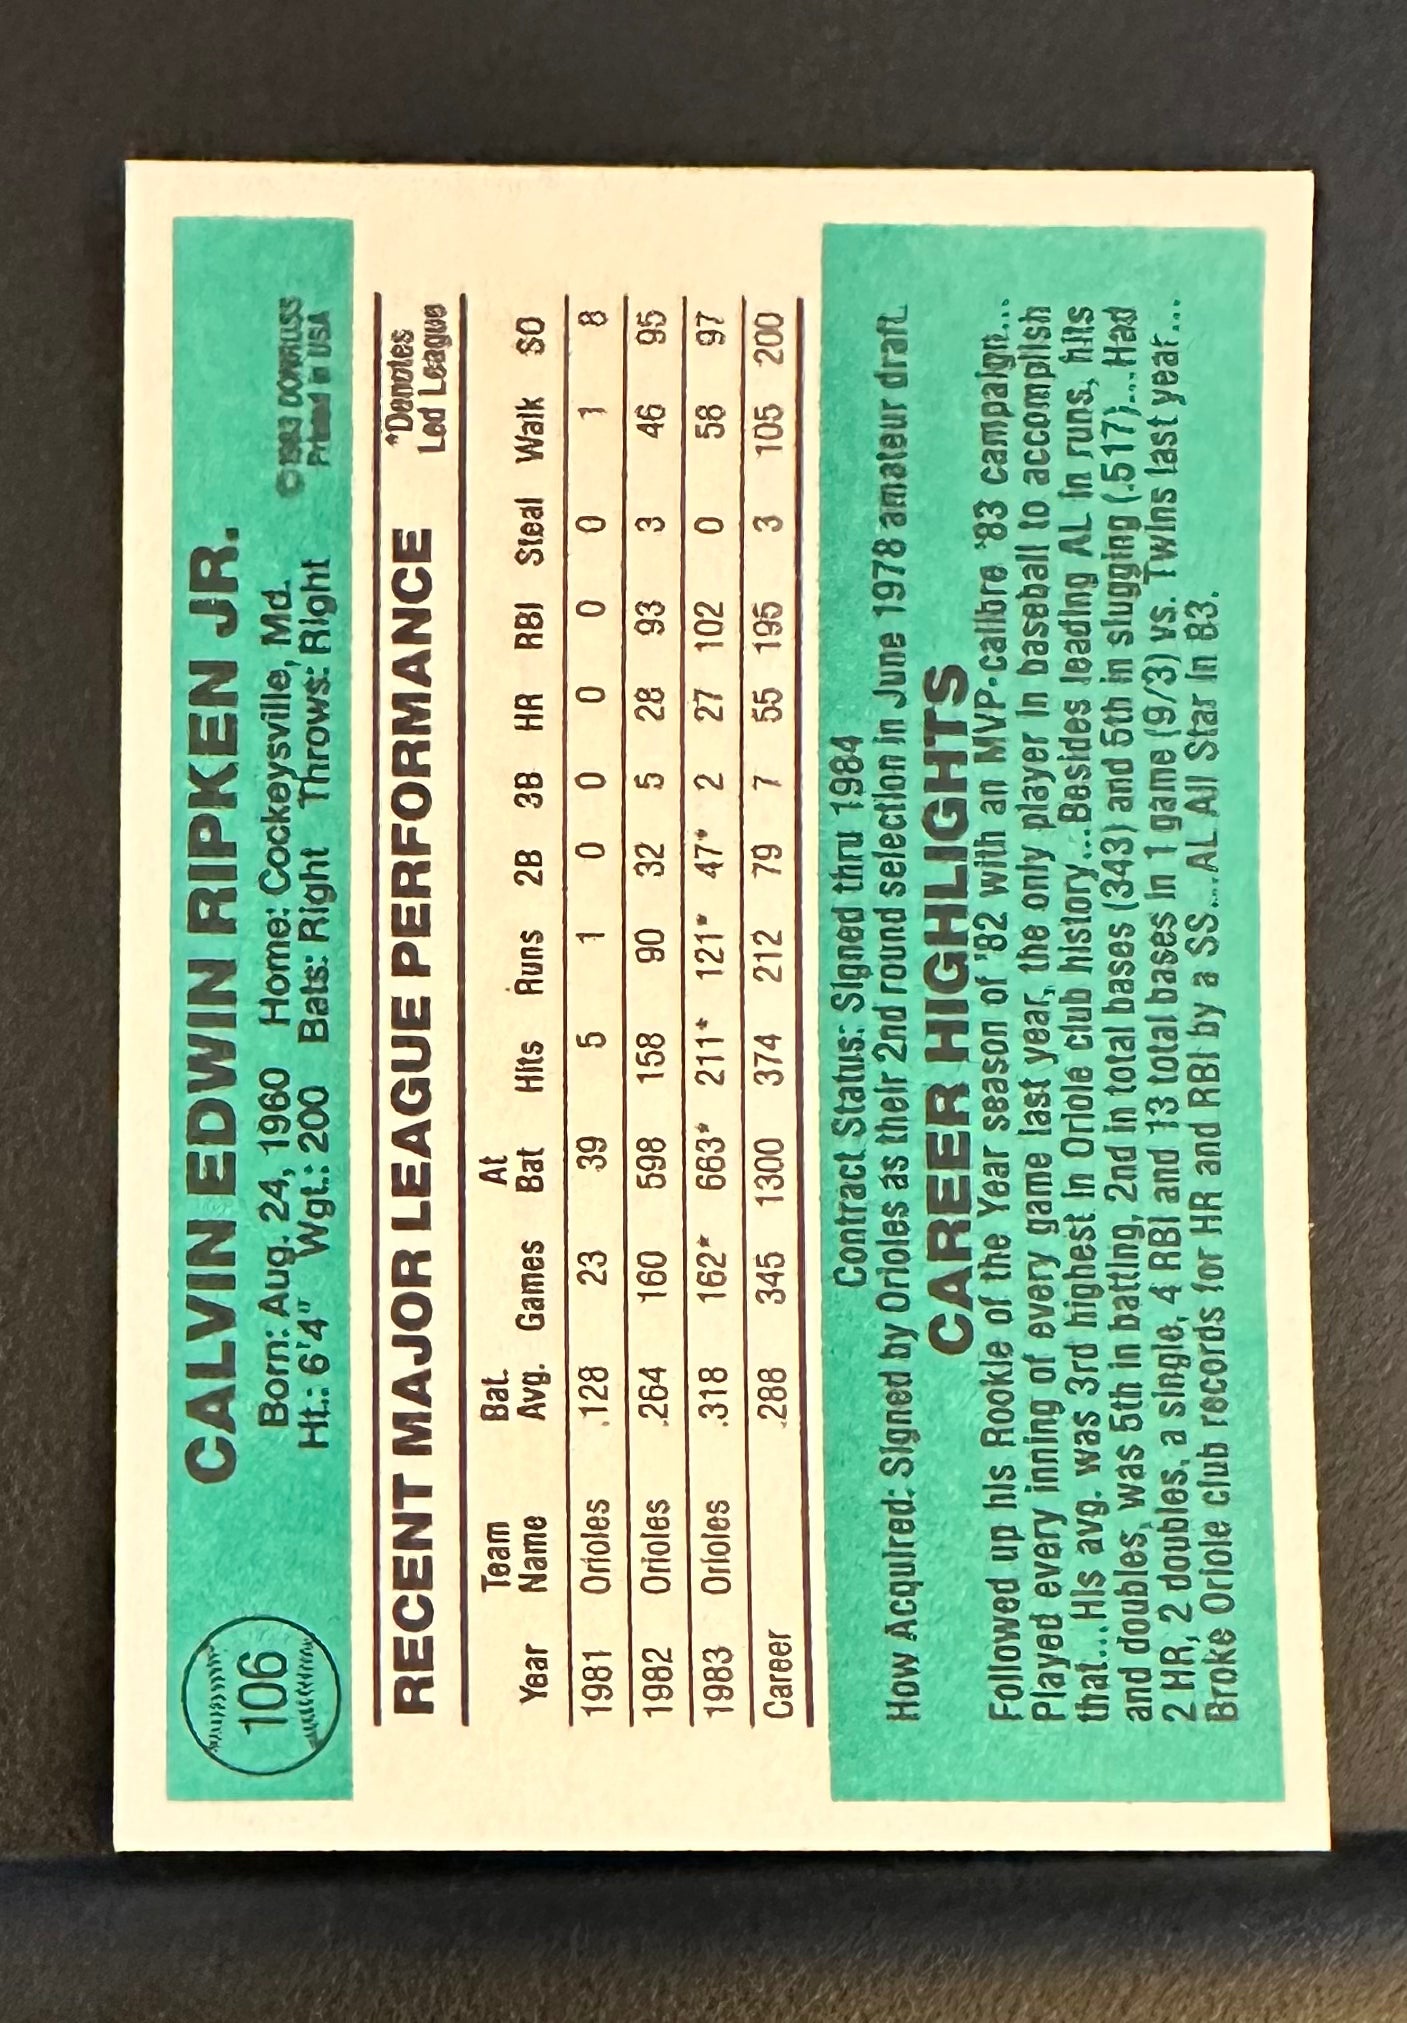 106
CALVIN EDWIN RIPKEN JR.
Born: Aug. 24, 1960 Home: Cockeysville, Md.
Ht.: 6'4" Wgt.: 200 Bats: Right Throws: Right
© 1983 DONRUSS
Printed in USA
RECENT MAJOR LEAGUE PERFORMANCE
*Denotes
Led League
Year Team Name Bat. Avg. Games At Bat Hits Runs 2B 3B HR RBI Steal Walk SO
1981 Orioles .128 23 39 5 1 0 0 0 0 0 1 8
1982 Orioles .264 160 598 158 90 32 5 28 93 3 46 95
1983 Orioles .318 162* 663* 211* 121* 47* 2 27 102 0 58 97
Career .288 345 1300 374 212 79 7 55 195 3 105 200
Contract Status: Signed thru 1984
How Acquired: Signed by Orioles as their 2nd round selection in June 1978 amateur draft.
CAREER HIGHLIGHTS
Followed up his Rookie of the Year season of '82 with an MVP-calibre '83 campaign...
Played every inning of every game last year, the only player in baseball to accomplish
that...His avg. was 3rd highest in Oriole club history...Besides leading AL in runs, hits
and doubles, was 5th in batting, 2nd in total bases (343) and 5th in slugging (.517)...Had
2 HR, 2 doubles, a single, 4 RBI and 13 total bases in 1 game (9/3) vs. Twins last year...
Broke Oriole club records for HR and RBI by a SS...AL All Star in 83.